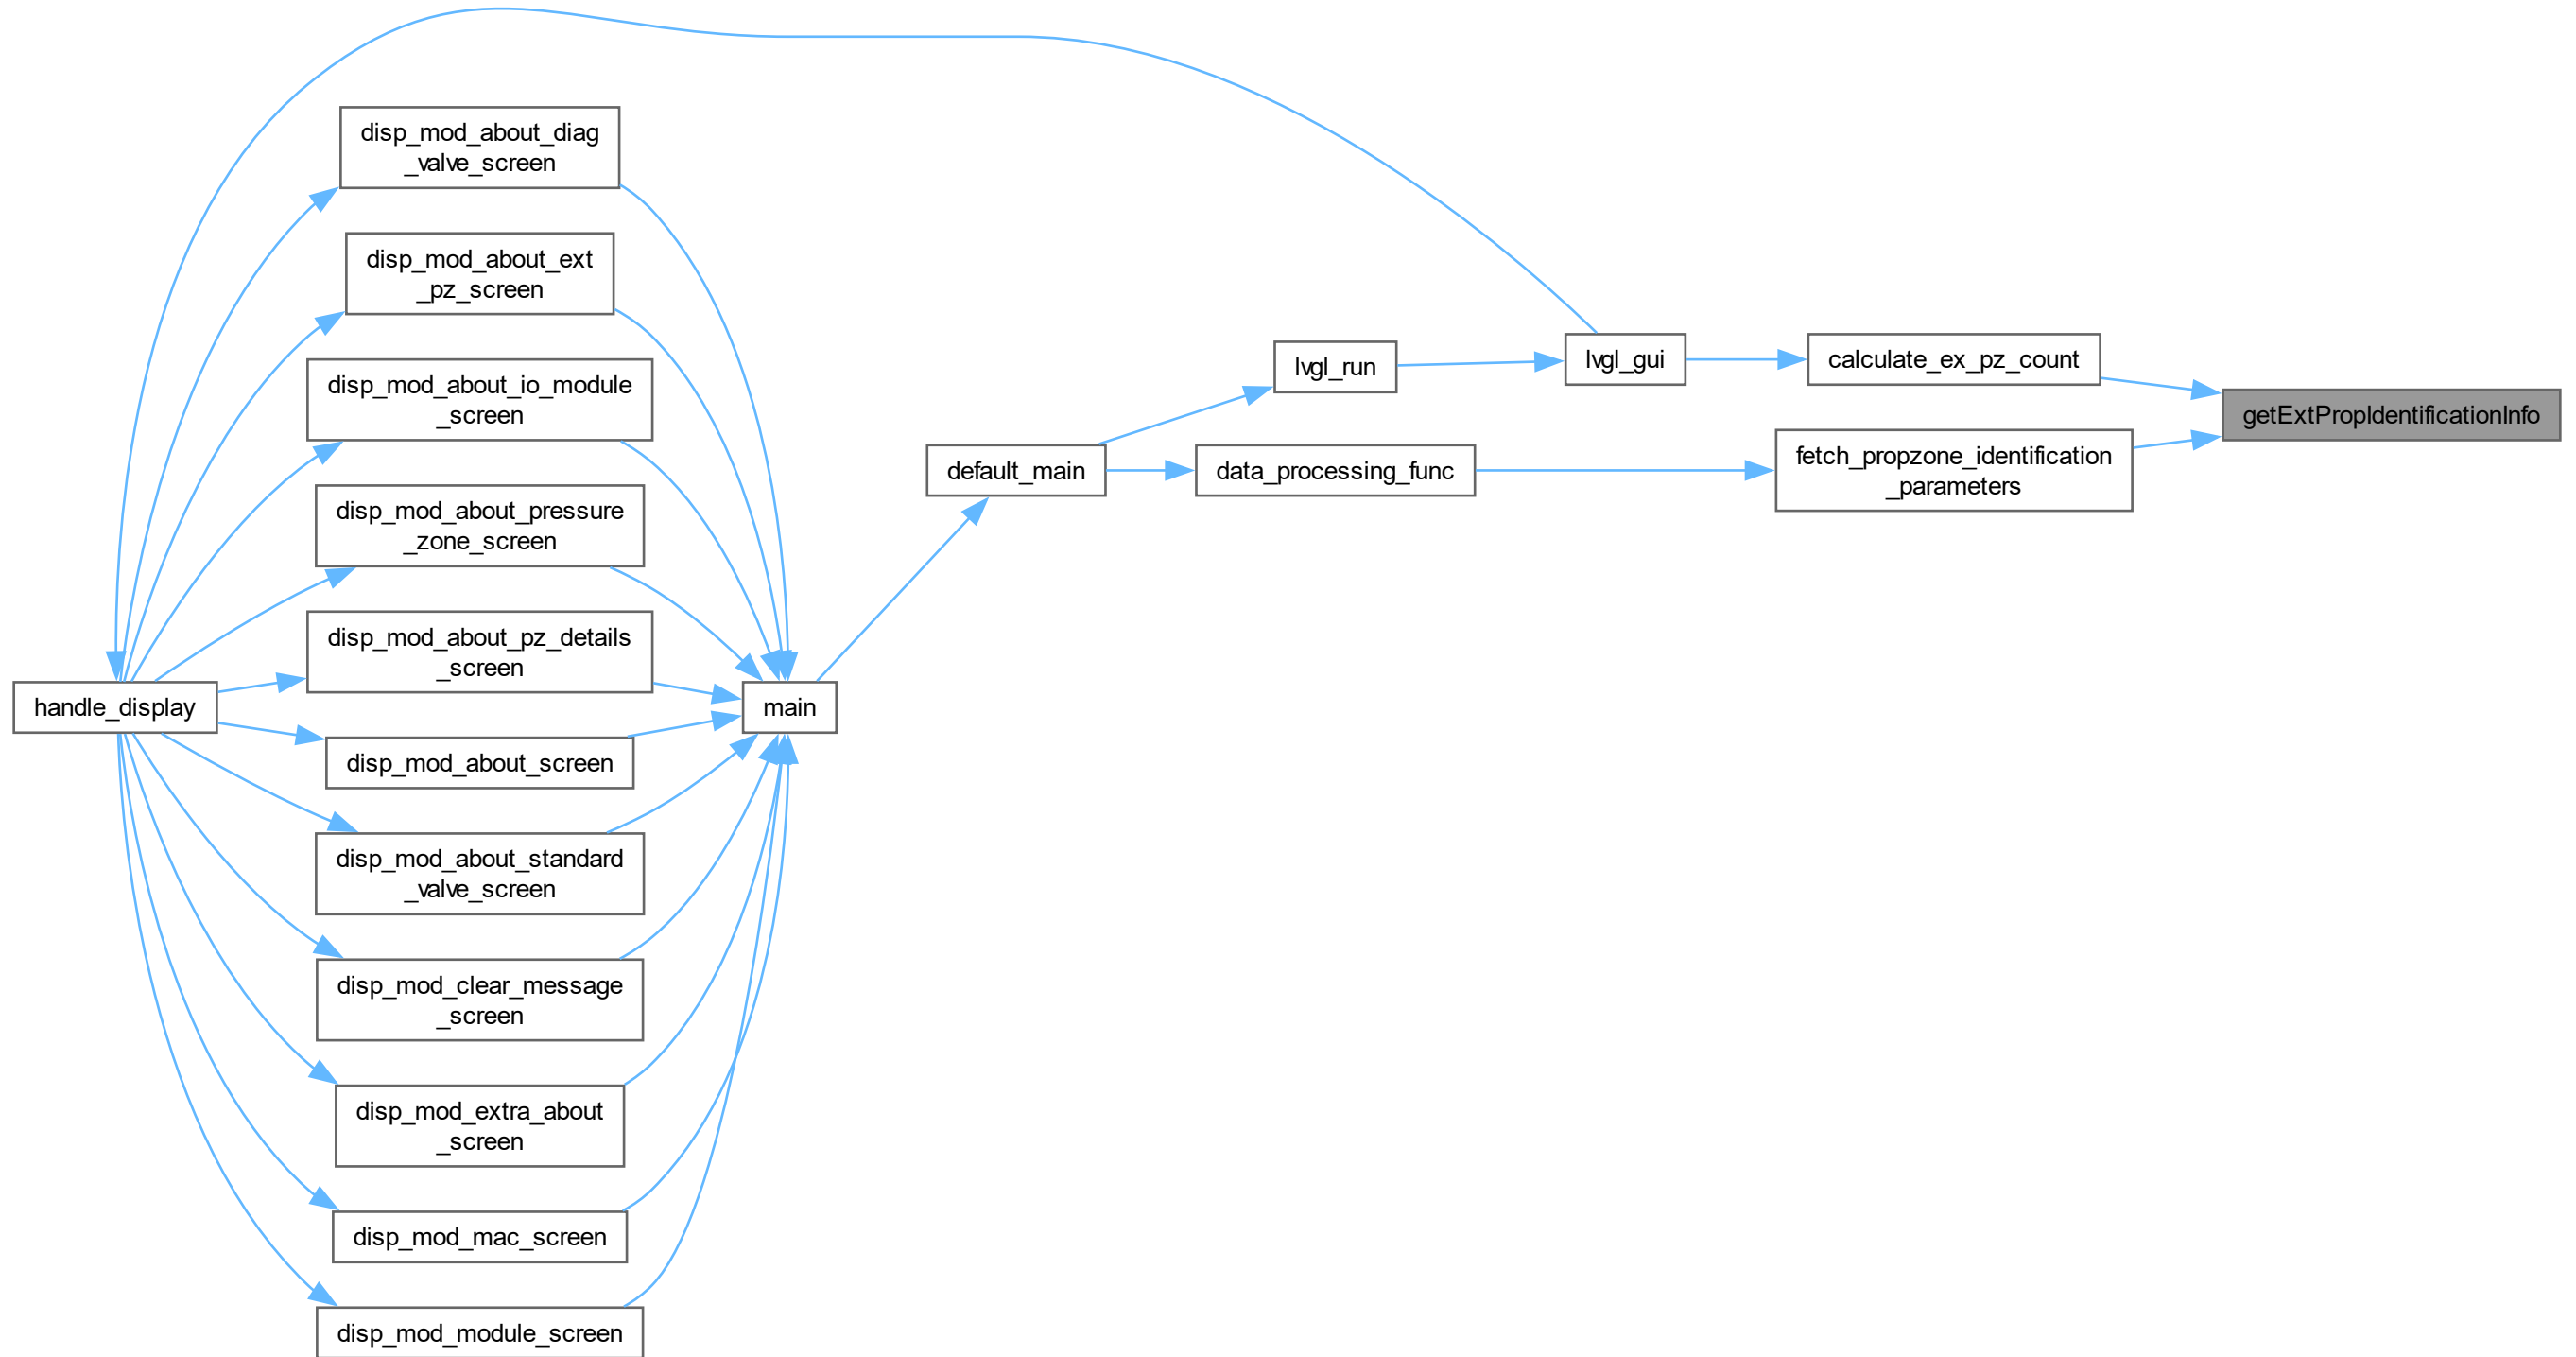 disp_mod_about_diag
_valve_screen
disp_mod_about_ext
_pz_screen
disp_mod_about_io_module
_screen
disp_mod_about_pressure
_zone_screen
disp_mod_about_pz_details
_screen
handle_display
disp_mod_about_screen
disp_mod_about_standard
_valve_screen
disp_mod_clear_message
_screen
disp_mod_extra_about
_screen
disp_mod_mac_screen
disp_mod_module_screen
main
default_main
lvgl_run
data_processing_func
lvgl_gui
calculate_ex_pz_count
fetch_propzone_identification
_parameters
getExtPropIdentificationInfo